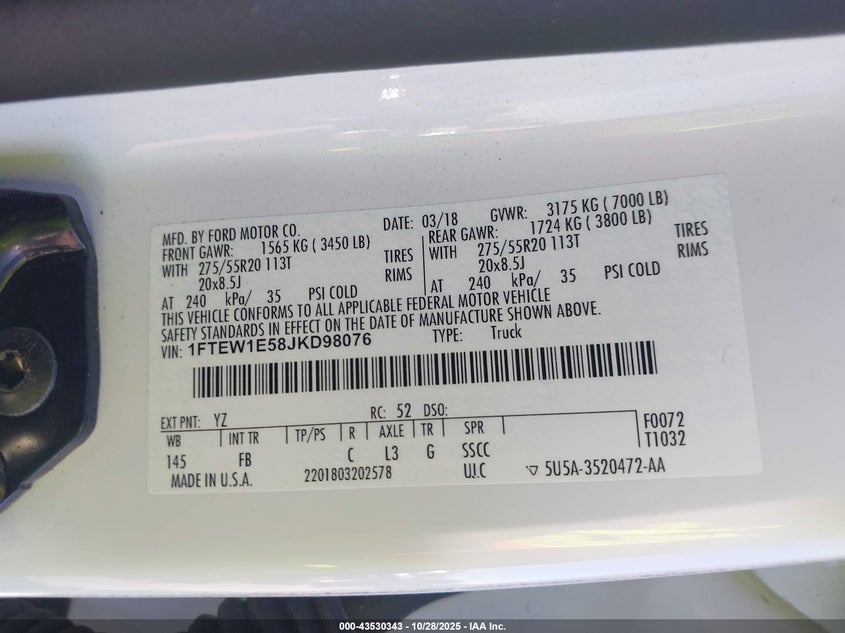 MFD. BY FORD MOTOR CO. DATE: 03/18 GVWR: 3175 KG ( 7000 LB)
FRONT GAWR: 1565 KG ( 3450 LB) REAR GAWR: 1724 KG ( 3800 LB)
WITH 275/55R20 113T TIRES WITH 275/55R20 113T TIRES
20x8.5J RIMS 20x8.5J RIMS
AT 240 kPa/ 35 PSI COLD AT 240 kPa/ 35 PSI COLD
THIS VEHICLE CONFORMS TO ALL APPLICABLE FEDERAL MOTOR VEHICLE
SAFETY STANDARDS IN EFFECT ON THE DATE OF MANUFACTURE SHOWN ABOVE.
VIN: 1FTEW1E58JKD98076 TYPE: Truck
EXT PNT: YZ RC: 52 DSO: F0072
WB INT TR TP/PS R AXLE TR SPR T1032
145 FB C L3 G SSCC
MADE IN U.S.A. 2201803202578 U.I.C ▽ 5U5A-3520472-AA
000-43530343 | 10/28/2025 - IAA Inc.